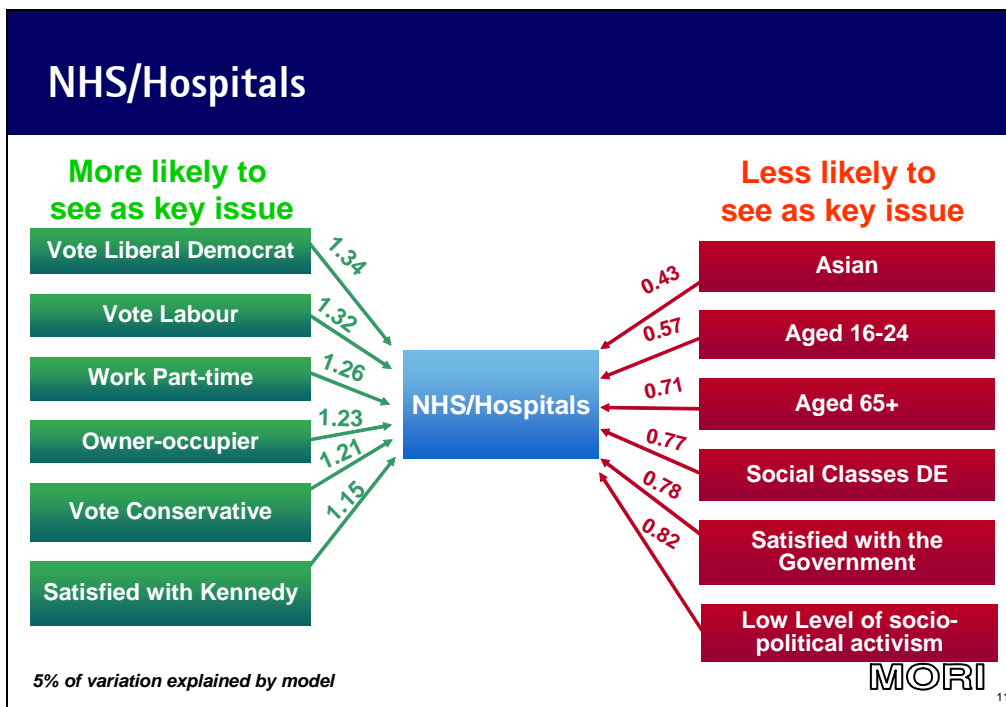 NHS/Hospitals
More likely to
see as key issue
Vote Liberal Democrat
1.34
Vote Labour
1.32
Work Part-time
1.26
Owner-occupier
1.23
Vote Conservative
1.21
Satisfied with Kennedy
1.15
NHS/Hospitals
Less likely to
see as key issue
Asian
0.43
Aged 16-24
0.57
Aged 65+
0.71
Social Classes DE
0.77
Satisfied with the
Government
0.78
Low Level of socio-
political activism
0.82
5% of variation explained by model
MORI
11